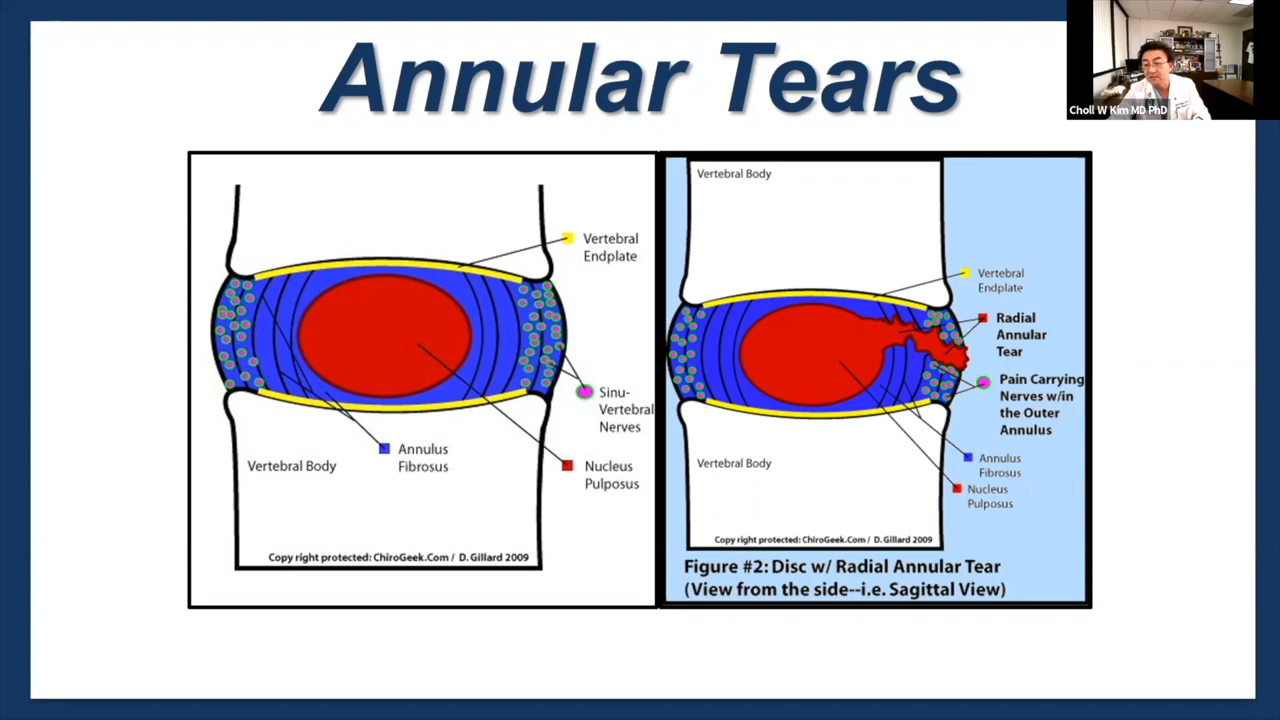 Annular Tears
Choll W Kim MD PhD
Vertebral
Endplate
Sinu-
Vertebral
Nerves
Annulus
Fibrosus
Vertebral Body
Nucleus
Pulposus
Copy right protected: ChiroGeek.Com / D. Gillard 2009
Vertebral Body
Vertebral
Endplate
Radial
Annular
Tear
Pain Carrying
Nerves w/in
the Outer
Annulus
Annulus
Fibrosus
Vertebral Body
Nucleus
Pulposus
Copy right protected: ChiroGeek.Com / D. Gillard 2009
Figure #2: Disc w/ Radial Annular Tear
(View from the side--i.e. Sagittal View)